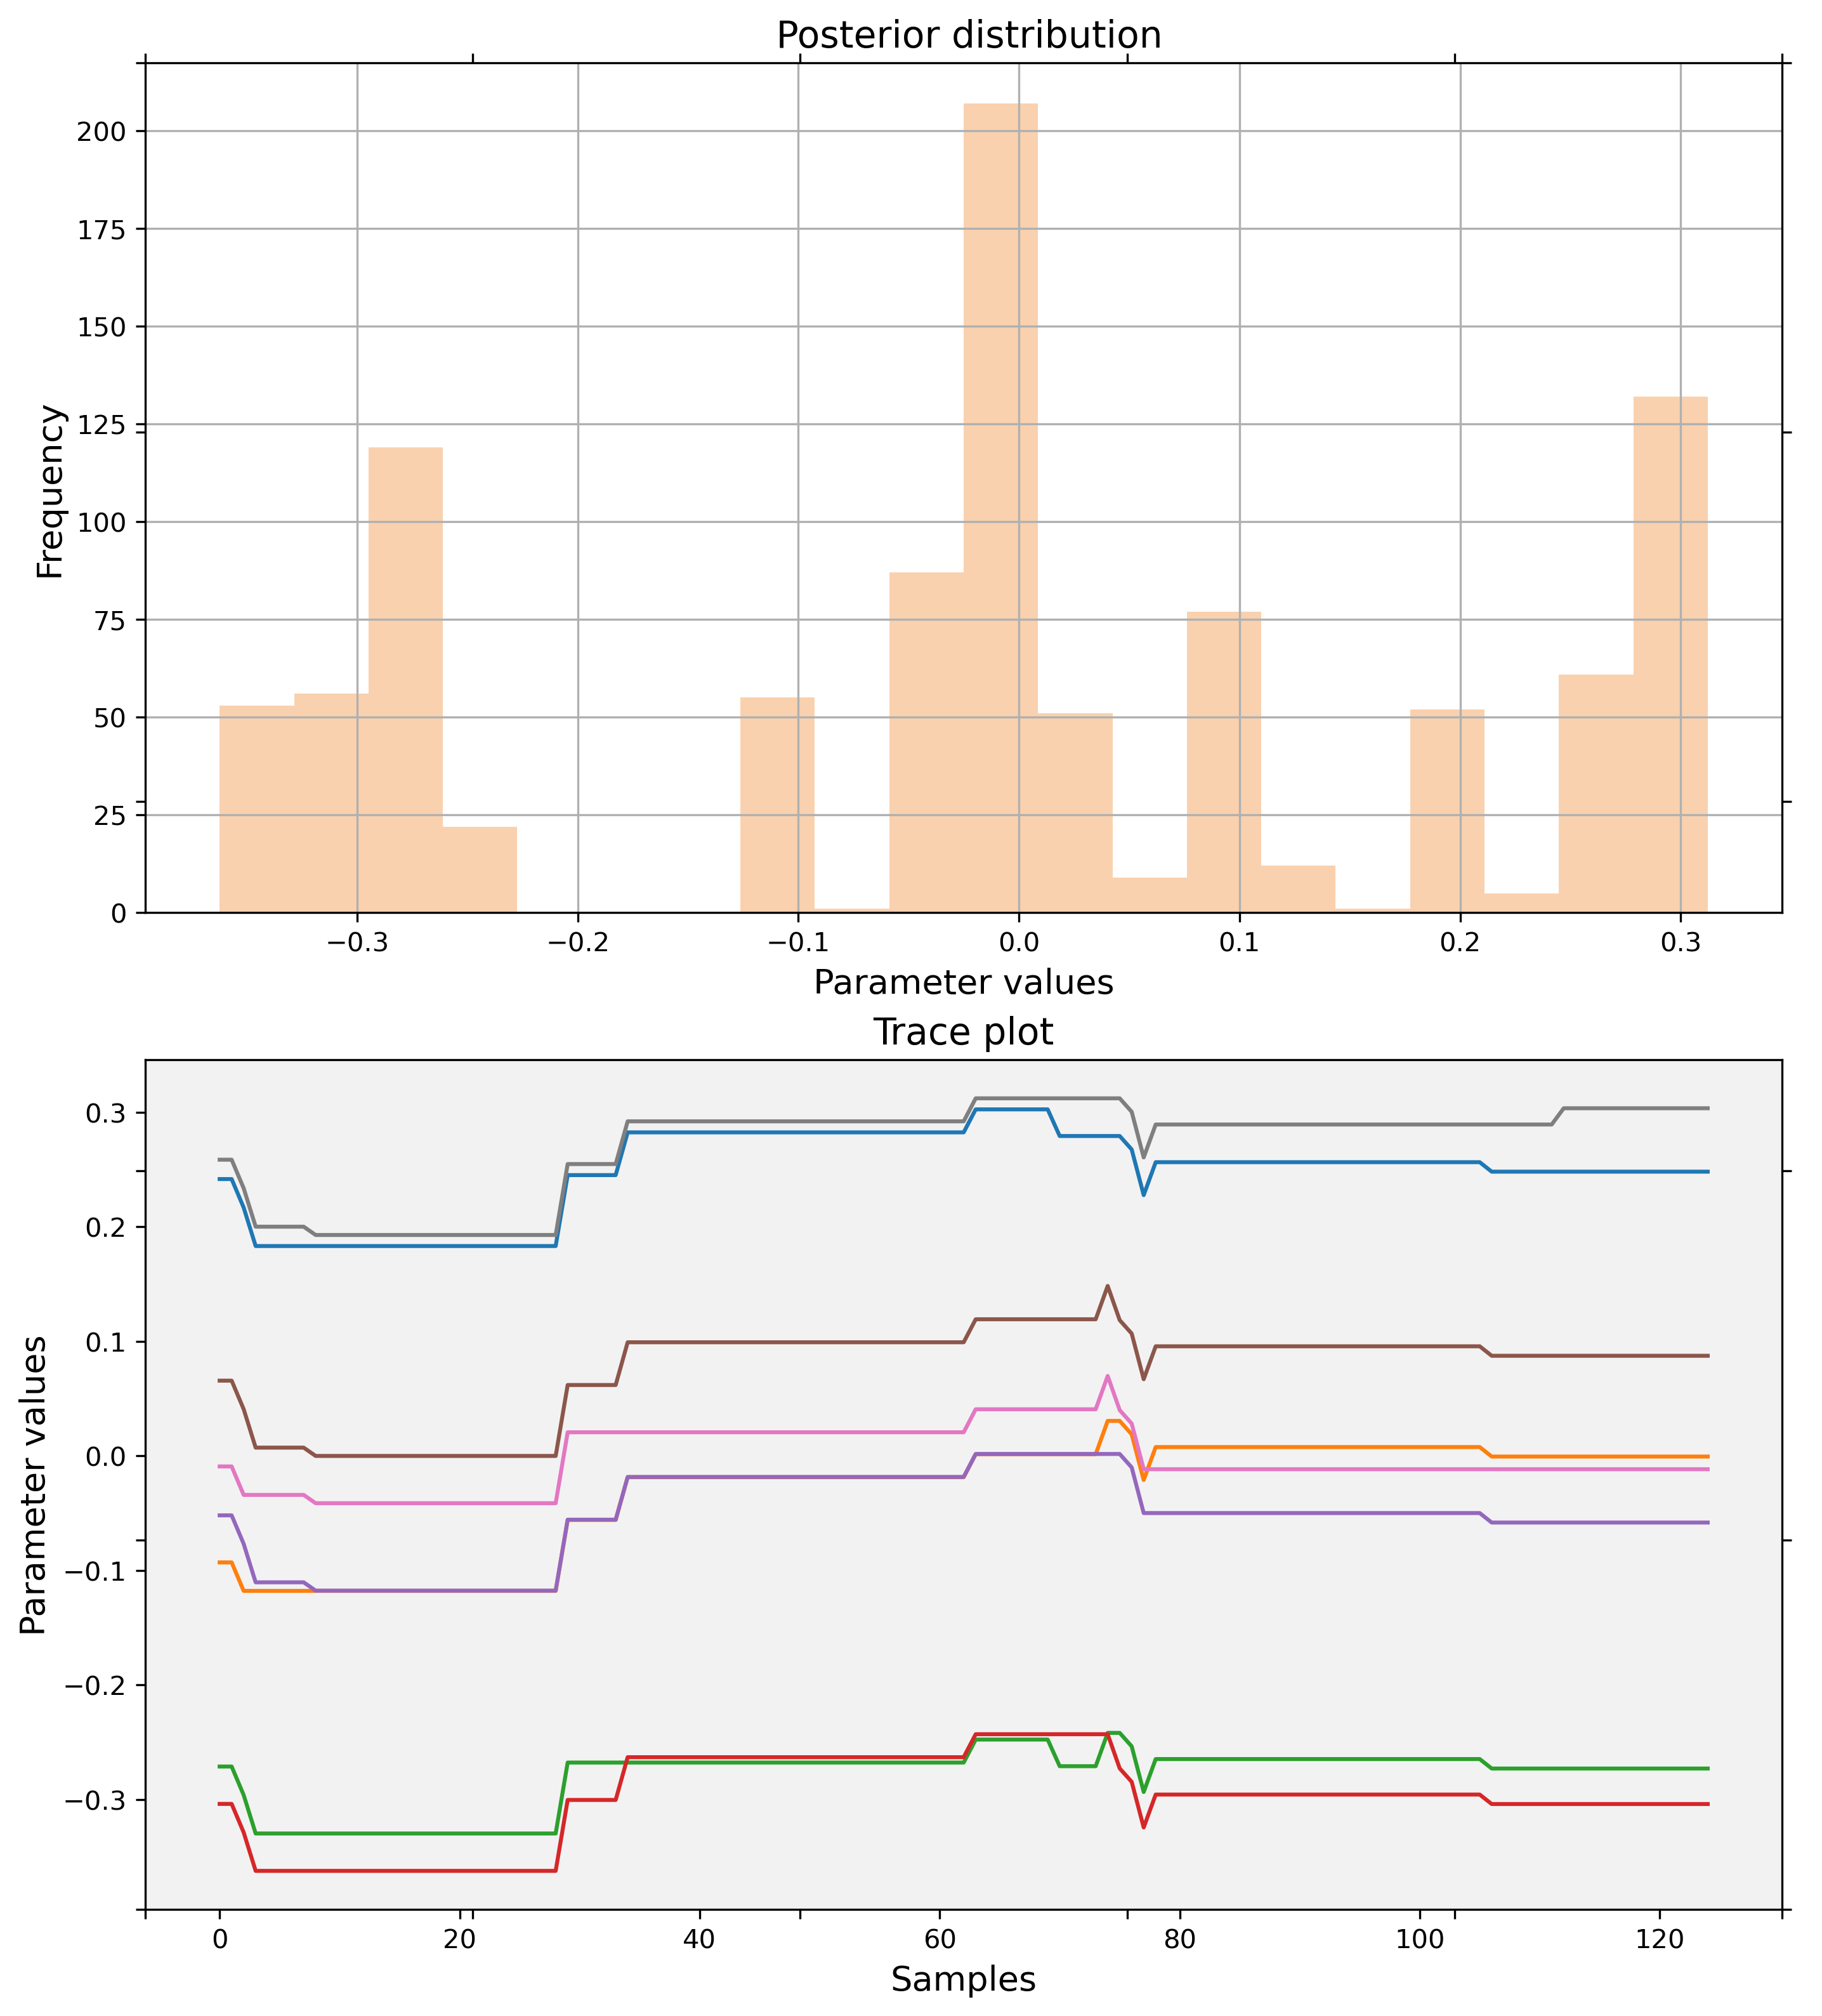 Posterior distribution
200
175
150
125
100
75
50
25
0
Frequency
−0.3 −0.2 −0.1 0.0 0.1 0.2 0.3
Parameter values
Trace plot
0.3
0.2
0.1
0.0
−0.1
−0.2
−0.3
Parameter values
0 20 40 60 80 100 120
Samples